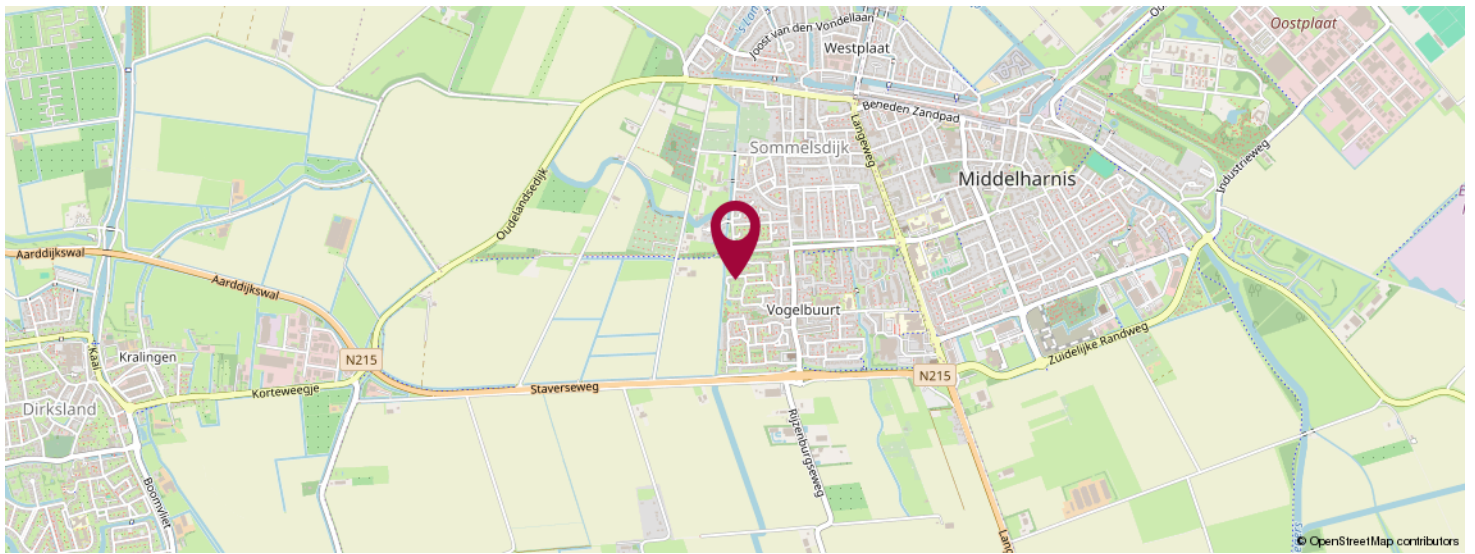 Joost van den Vondellaan
Westplaat
Oostplaat
Beneden Zandpad
Langeweg
Sommelsdijk
Middelharnis
Industrieweg
Oudelandsedijk
Aarddijkswal
Aarddijkswal
Vogelbuurt
Zuidelijke Randweg
N215
N215
Kralingen
Kaai
Korteweegje
Staverseweg
Dirksland
Rijzenburgseweg
Boomvliet
© OpenStreetMap contributors